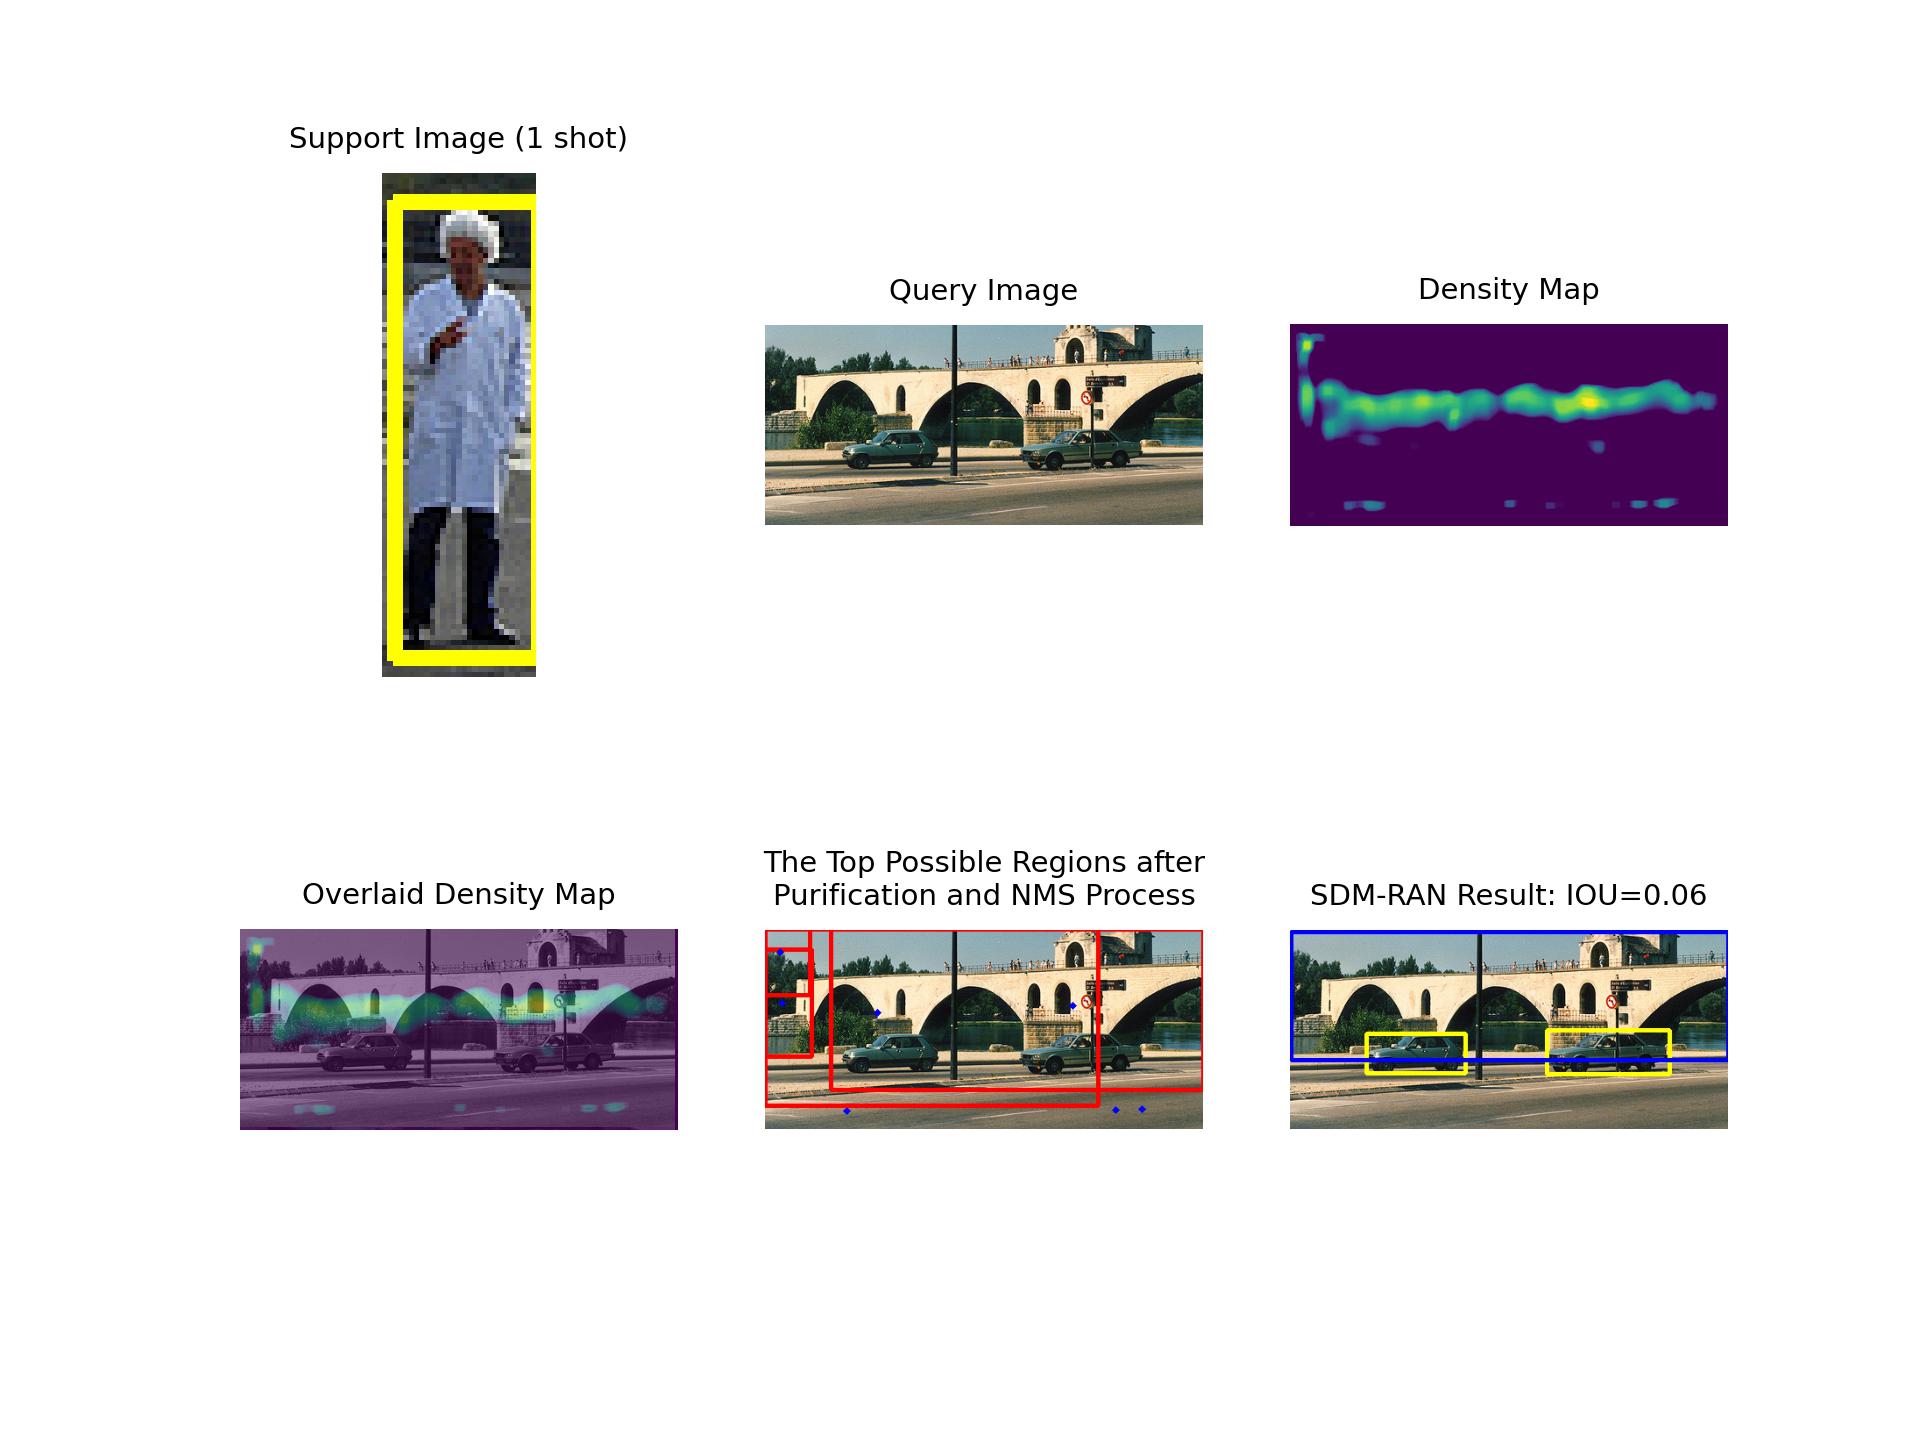 Support Image (1 shot)
Query Image
Density Map
Overlaid Density Map
The Top Possible Regions after
Purification and NMS Process
SDM-RAN Result: IOU=0.06